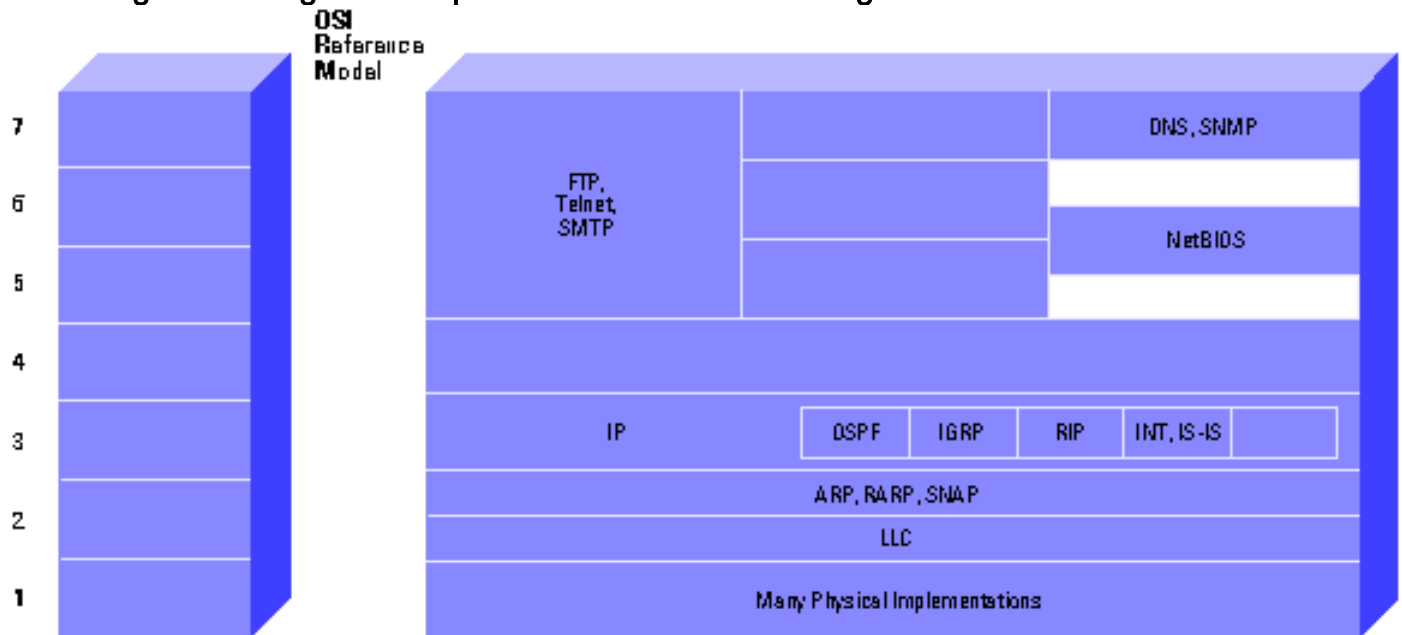 OSI
Reference
Model
7
6
5
4
3
2
1
FTP,
Telnet,
SMTP
DNS, SNMP
NetBIOS
IP
OSPF
IGRP
RIP
INT, IS-IS
ARP, RARP, SNAP
LLC
Many Physical Implementations